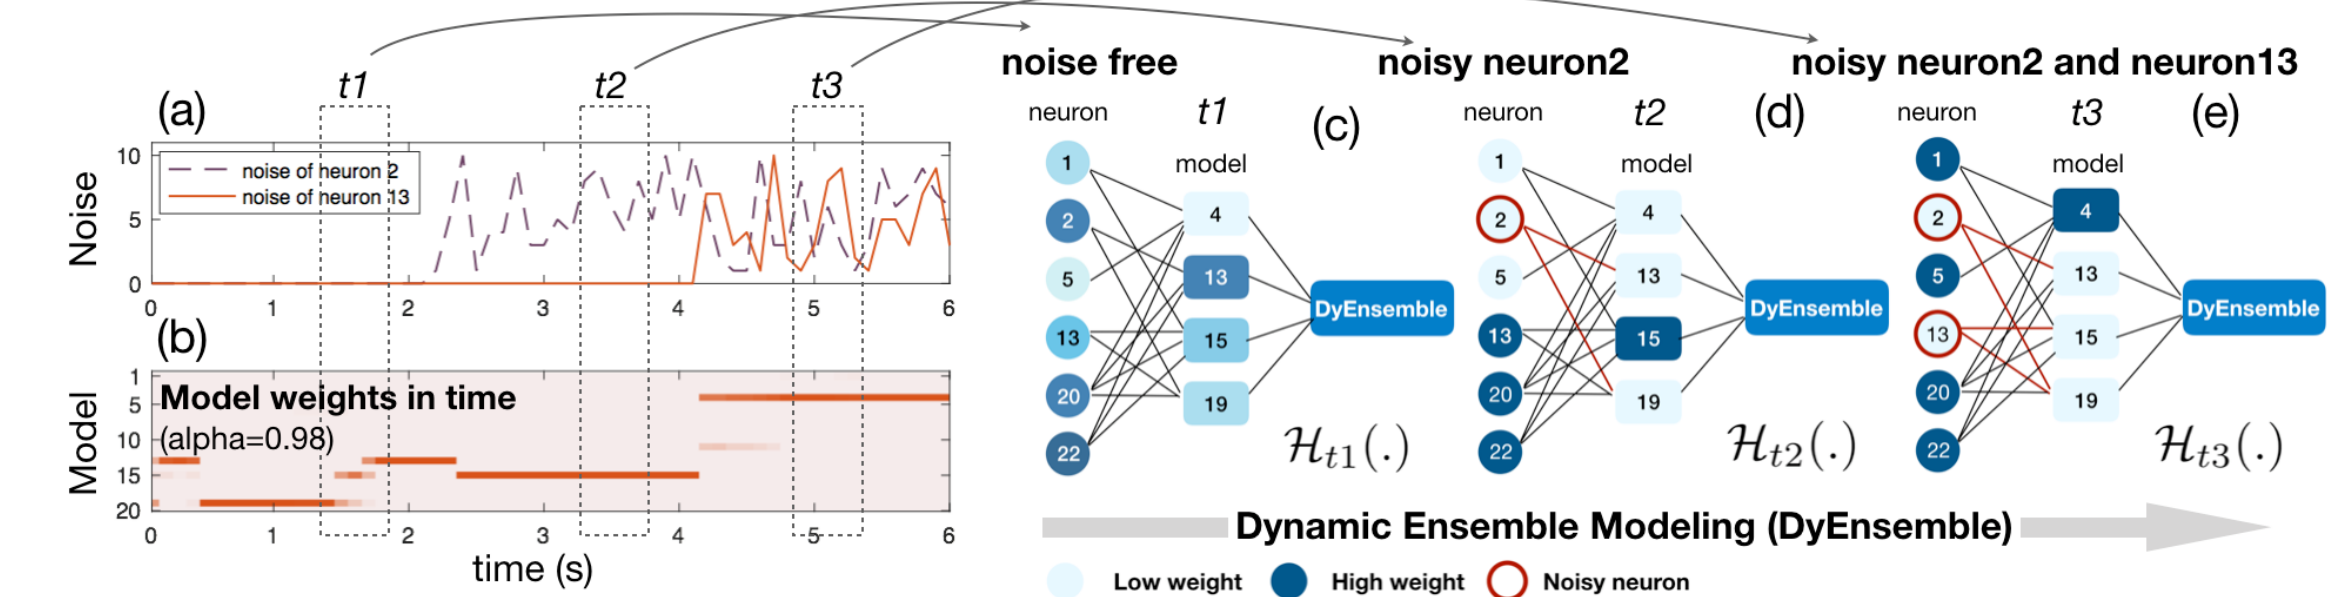 t1
t2
t3
(a)
noise of neuron 2
noise of neuron 13
Noise
10
5
0
0 1 2 3 4 5 6
(b)
Model weights in time
(alpha=0.98)
Model
1
5
10
15
20
0 1 2 3 4 5 6
time (s)
noise free
neuron
t1
(c)
model
1
2
5
13
20
22
4
13
15
19
DyEnsemble
ℋt1(.)
noisy neuron2
neuron
t2
(d)
model
1
2
5
13
20
22
4
13
15
19
DyEnsemble
ℋt2(.)
noisy neuron2 and neuron13
neuron
t3
(e)
model
1
2
5
13
20
22
4
13
15
19
DyEnsemble
ℋt3(.)
Dynamic Ensemble Modeling (DyEnsemble)
Low weight
High weight
Noisy neuron